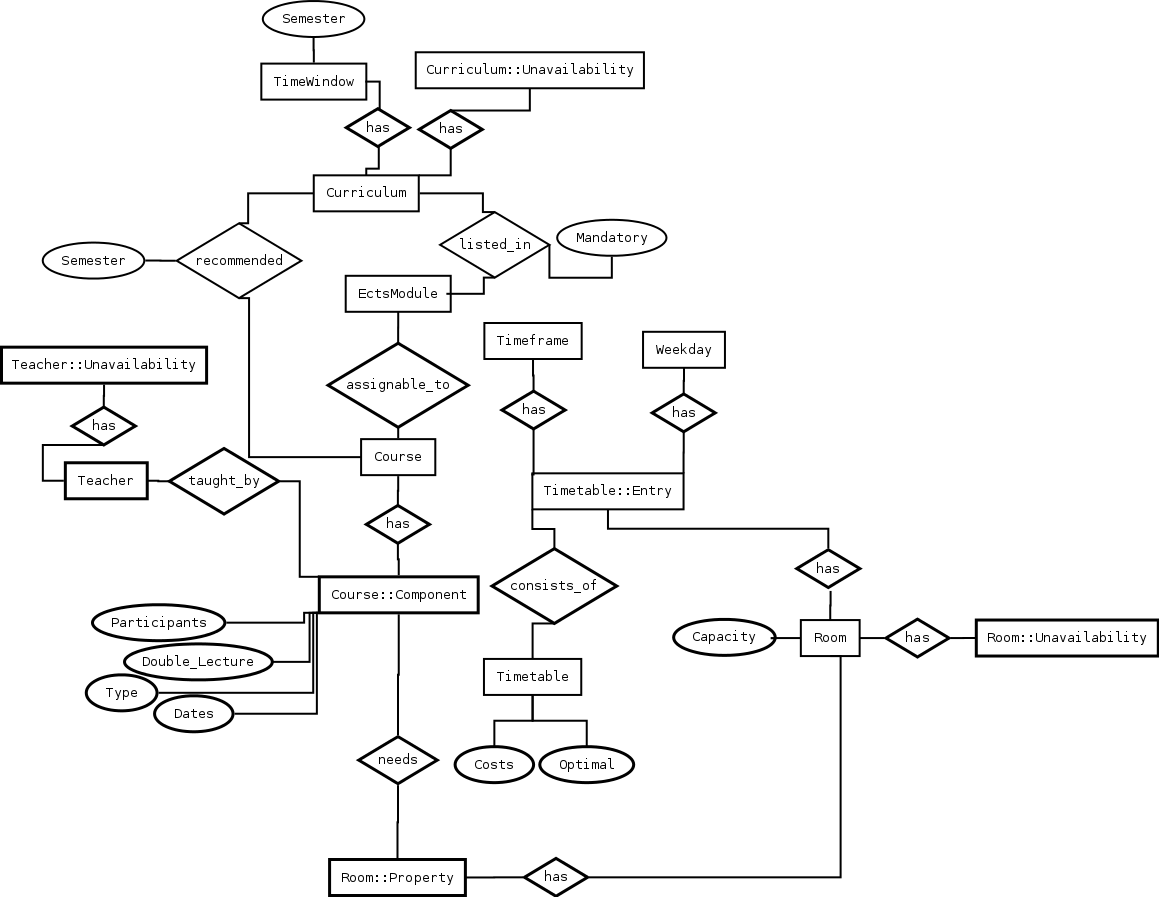 Semester
TimeWindow
Curriculum::Unavailability
has
has
Curriculum
listed_in
Mandatory
Semester
recommended
EctsModule
Timeframe
Weekday
Teacher::Unavailability
assignable_to
has
has
has
Course
Teacher
taught_by
Timetable::Entry
has
has
consists_of
Course::Component
Participants
Capacity
Room
has
Room::Unavailability
Double_Lecture
Timetable
Type
Dates
needs
Costs
Optimal
Room::Property
has